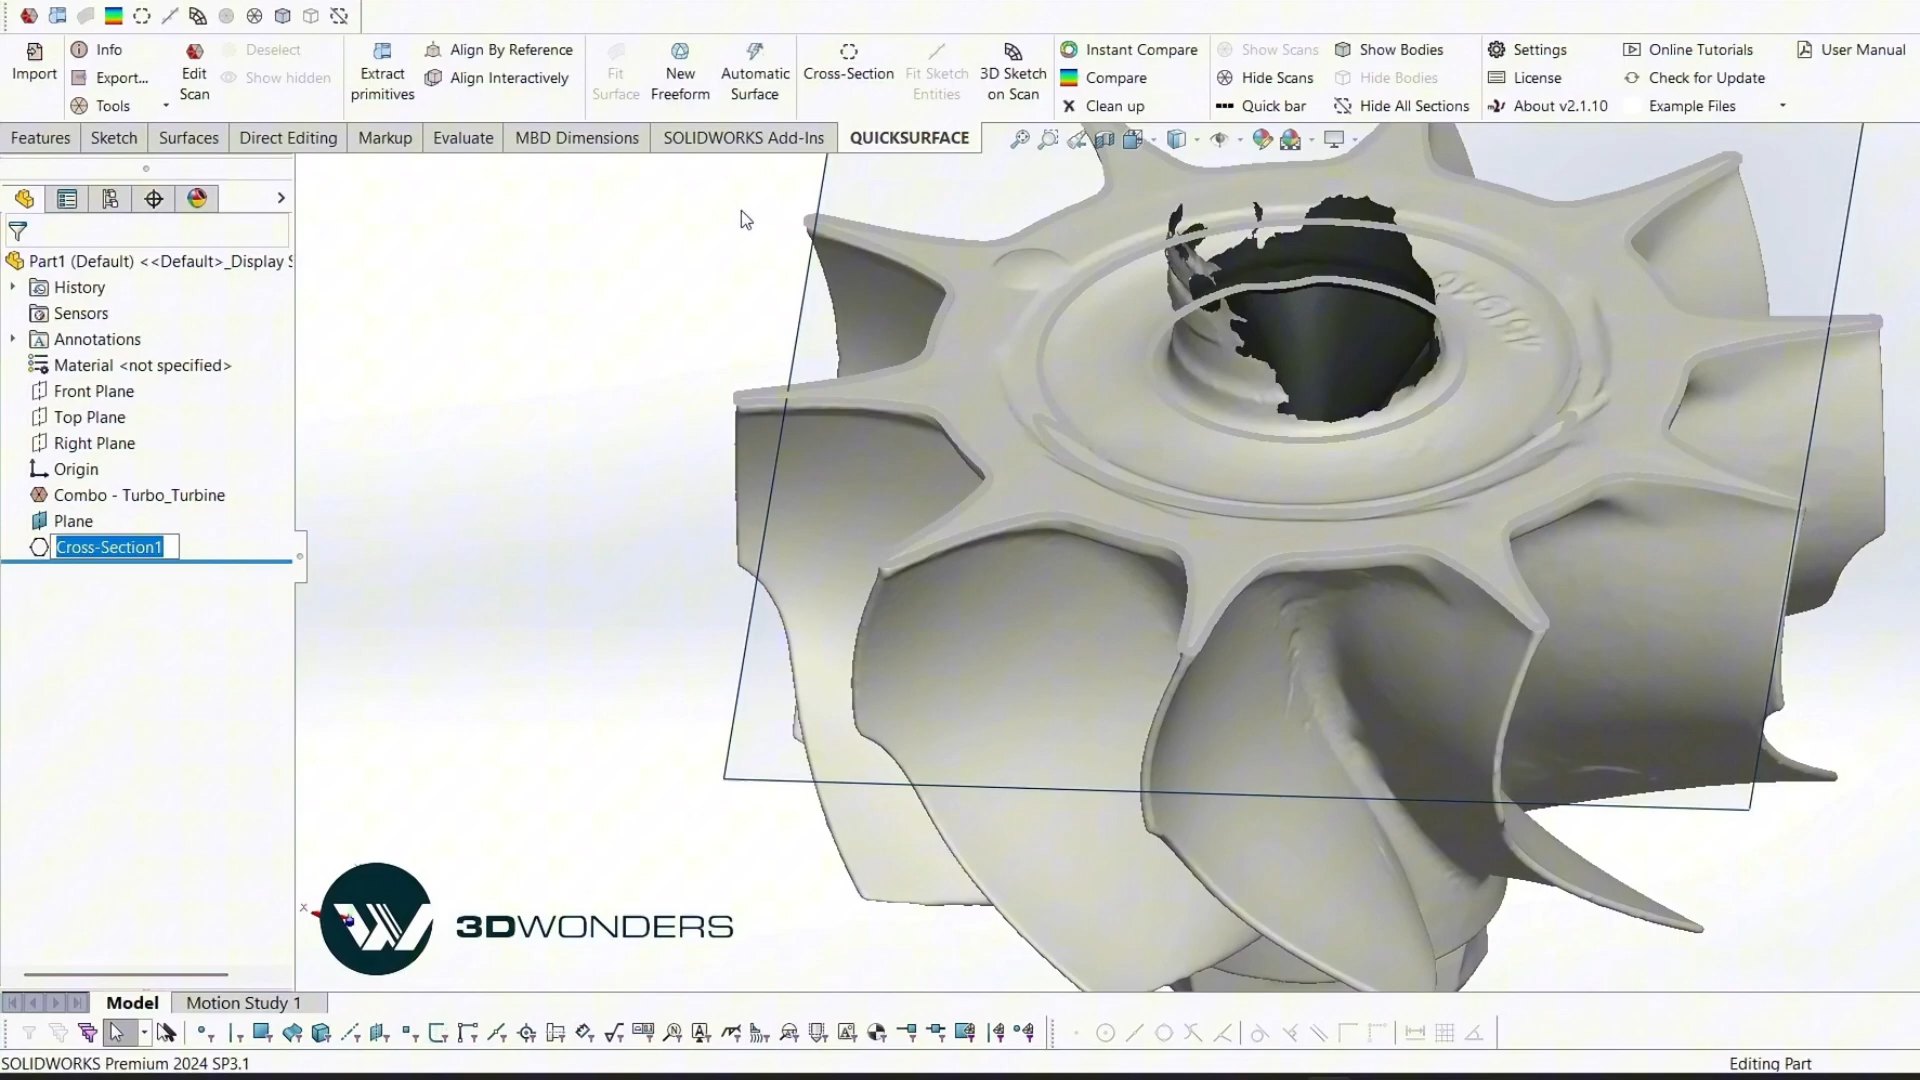 Import
Info
Export...
Tools
Edit Scan
Deselect
Show hidden
Extract primitives
Align By Reference
Align Interactively
Fit Surface
New Freeform
Automatic Surface
Cross-Section
Fit Sketch Entities
3D Sketch on Scan
Instant Compare
Compare
Clean up
Show Scans
Hide Scans
Quick bar
Show Bodies
Hide Bodies
Hide All Sections
Settings
License
About v2.1.10
Online Tutorials
Check for Update
Example Files
User Manual
Features Sketch Surfaces Direct Editing Markup Evaluate MBD Dimensions SOLIDWORKS Add-Ins QUICKSURFACE
Part1 (Default) <<Default>_Display S
History
Sensors
Annotations
Material <not specified>
Front Plane
Top Plane
Right Plane
Origin
Combo - Turbo_Turbine
Plane
Cross-Section1
X
3DWONDERS
Model Motion Study 1
SOLIDWORKS Premium 2024 SP3.1
Editing Part